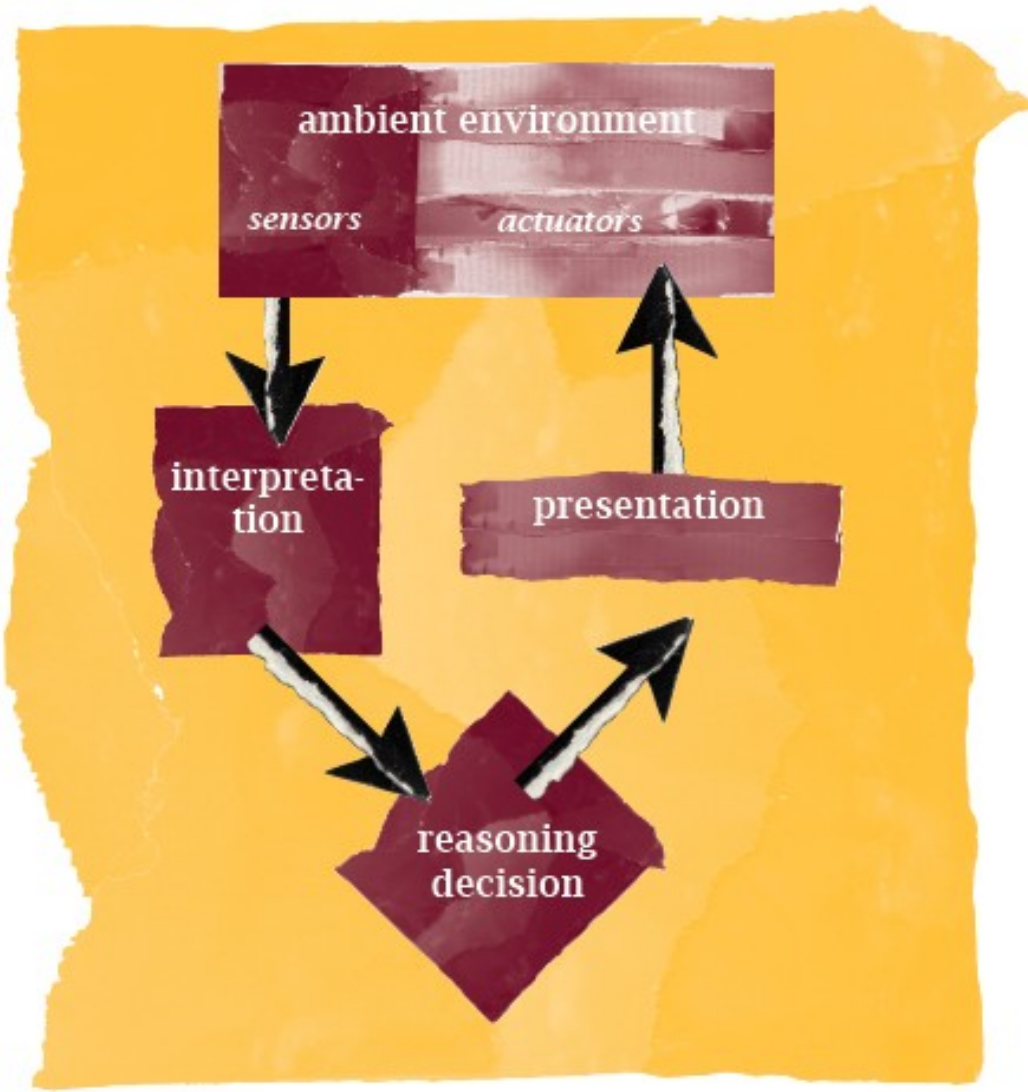 ambient environment
sensors
actuators
interpreta-
tion
presentation
reasoning
decision